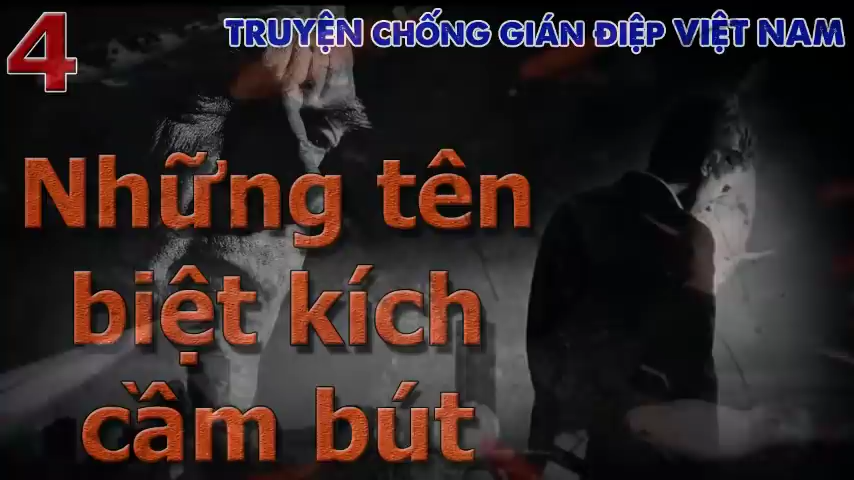 4
TRUYỆN CHỐNG GIÁN ĐIỆP VIỆT NAM
Những tên
biệt kích
cầm bút